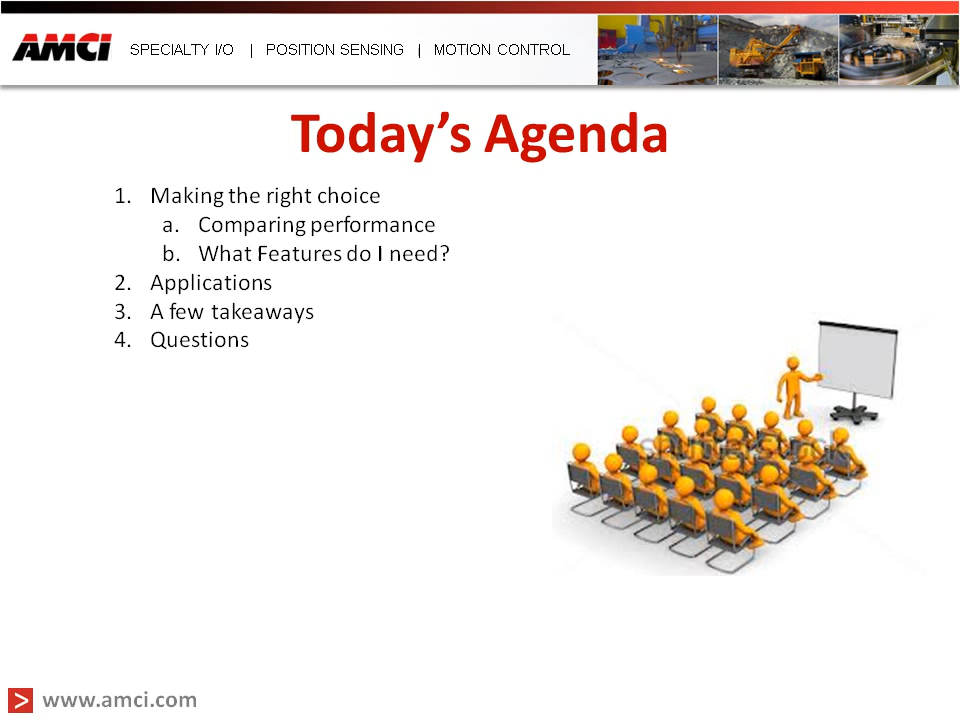 AMCI SPECIALTY I/O | POSITION SENSING | MOTION CONTROL
Today's Agenda
1. Making the right choice
a. Comparing performance
b. What Features do I need?
2. Applications
3. A few takeaways
4. Questions
shutterstock
> www.amci.com